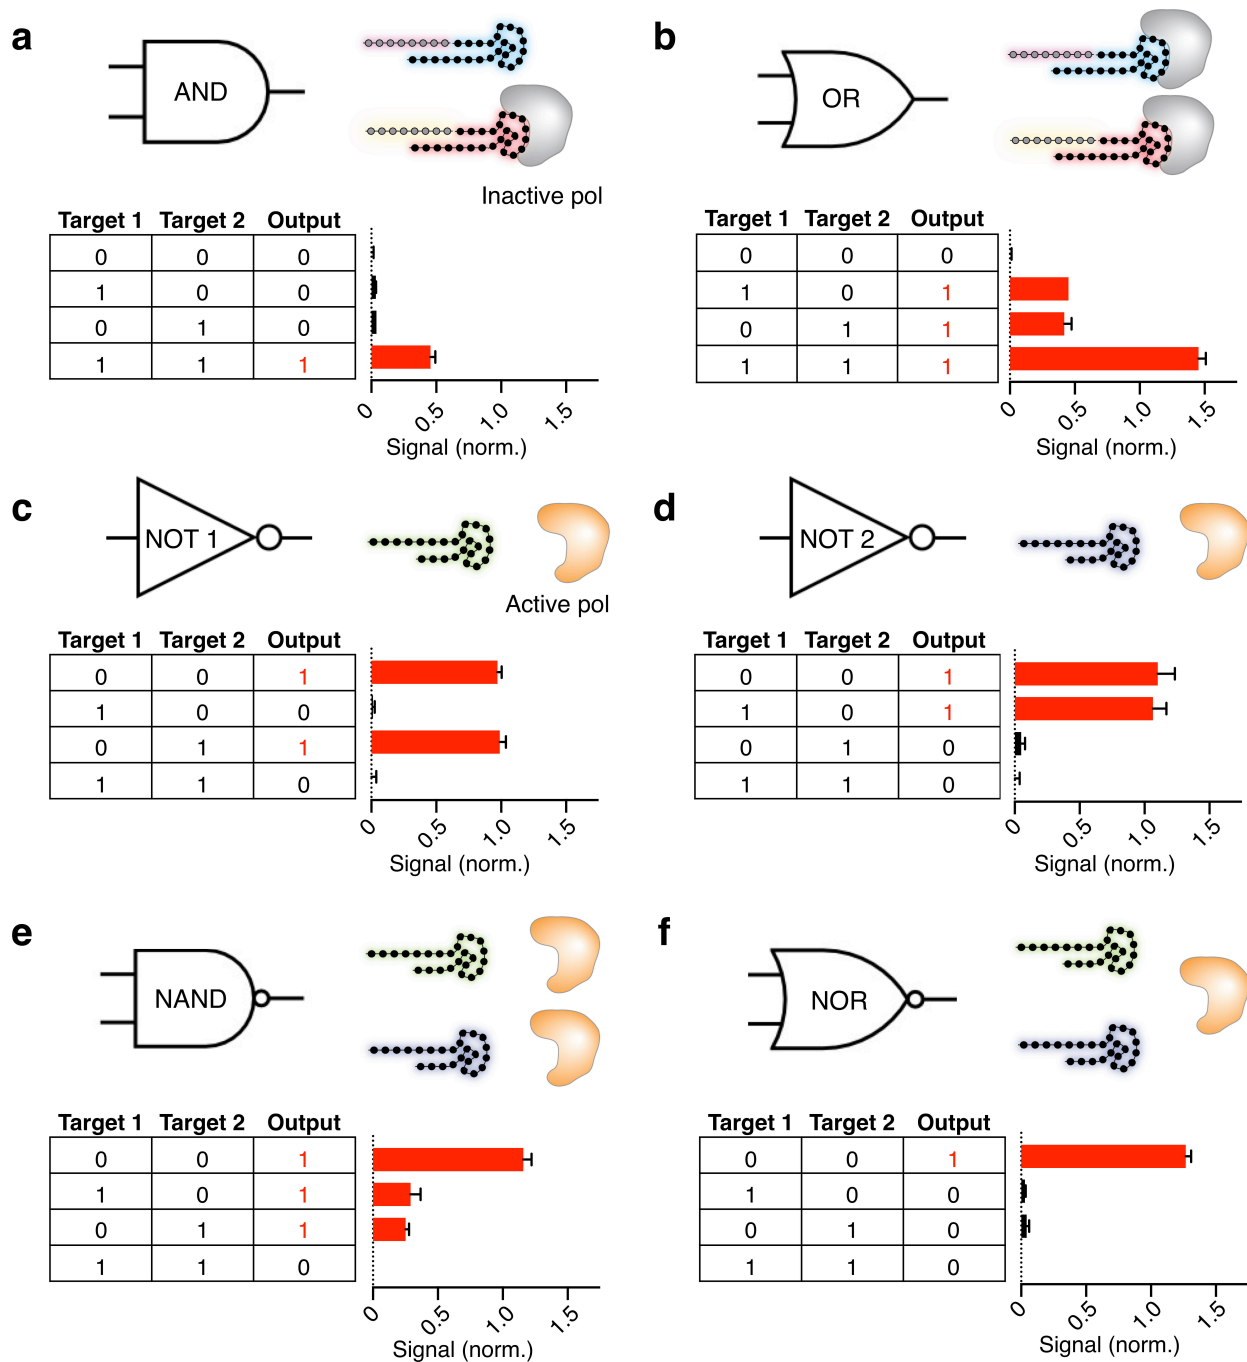 a
AND
Inactive pol
Target 1 Target 2 Output
0 0 0
1 0 0
0 1 0
1 1 1
0 0.5 1.0 1.5
Signal (norm.)
b
OR
Target 1 Target 2 Output
0 0 0
1 0 1
0 1 1
1 1 1
0 0.5 1.0 1.5
Signal (norm.)
c
NOT 1
Active pol
Target 1 Target 2 Output
0 0 1
1 0 0
0 1 1
1 1 0
0 0.5 1.0 1.5
Signal (norm.)
d
NOT 2
Target 1 Target 2 Output
0 0 1
1 0 1
0 1 0
1 1 0
0 0.5 1.0 1.5
Signal (norm.)
e
NAND
Target 1 Target 2 Output
0 0 1
1 0 1
0 1 1
1 1 0
0 0.5 1.0 1.5
Signal (norm.)
f
NOR
Target 1 Target 2 Output
0 0 1
1 0 0
0 1 0
1 1 0
0 0.5 1.0 1.5
Signal (norm.)